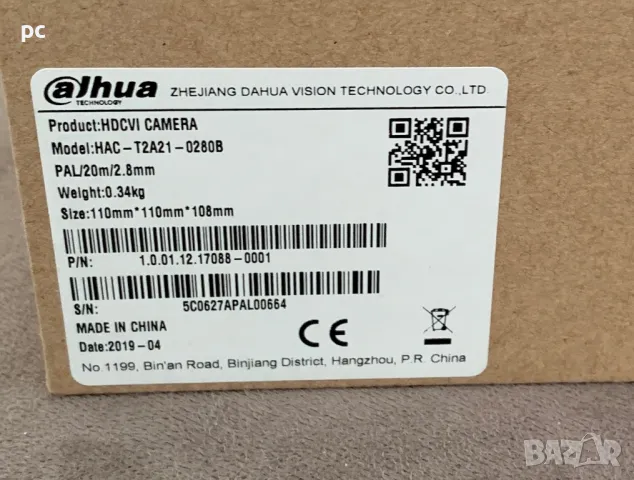 pc
alhua
TECHNOLOGY
ZHEJIANG DAHUA VISION TECHNOLOGY CO.,LTD.
Product:HDCVI CAMERA
Model:HAC-T2A21-0280B
PAL/20m/2.8mm
Weight:0.34kg
Size:110mm*110mm*108mm
P/N: 1.0.01.12.17088-0001
S/N: 5C0627APAL00664
MADE IN CHINA
Date:2019-04
CE
No.1199, Bin'an Road, Binjiang District, Hangzhou, P.R. China
BAZAR